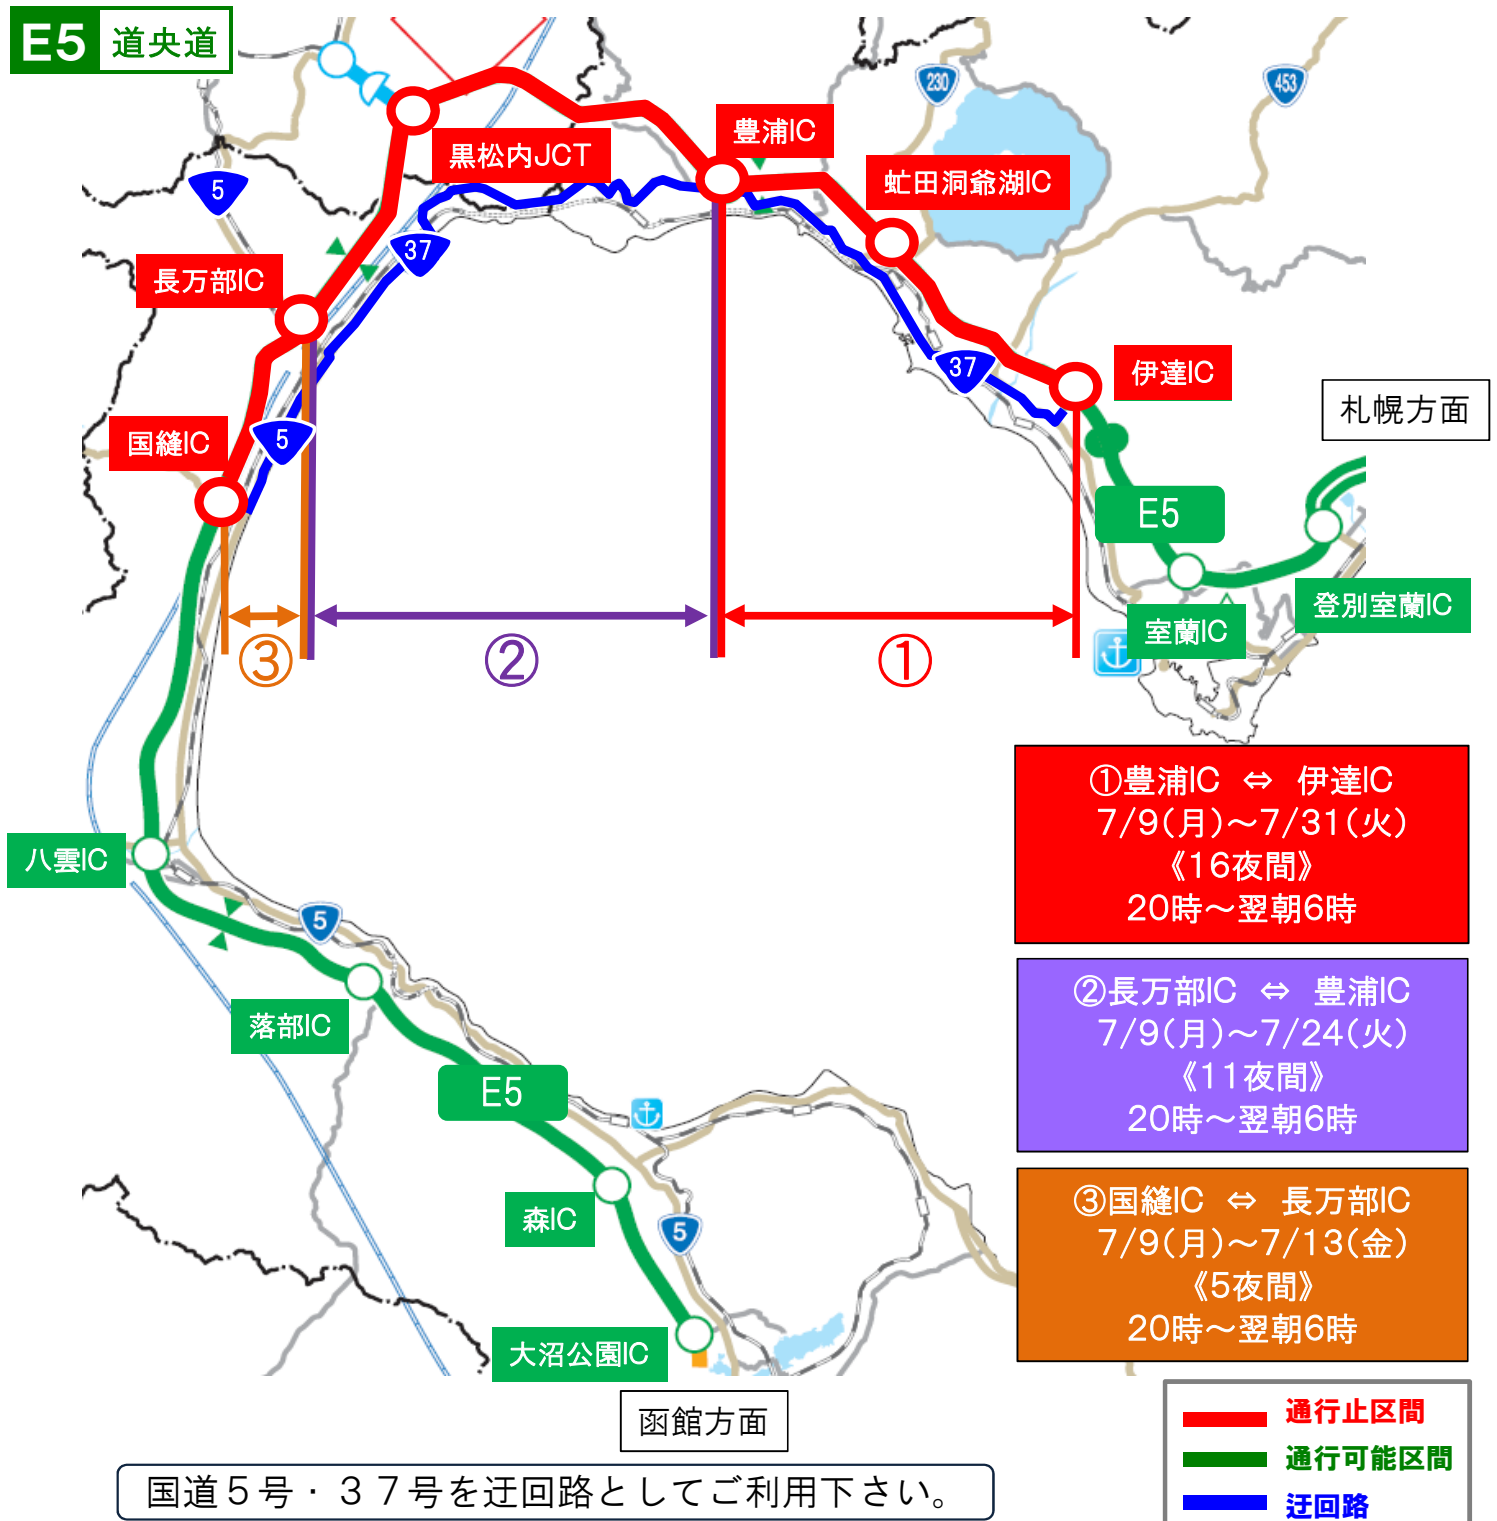 E5 道央道
230
453
豊浦IC
黒松内JCT
虻田洞爺湖IC
5
37
長万部IC
37
伊達IC
札幌方面
国縫IC
5
E5
登別室蘭IC
室蘭IC
③
②
①
①豊浦IC ⇔ 伊達IC
7/9(月)～7/31(火)
《16夜間》
20時～翌朝6時
八雲IC
5
②長万部IC ⇔ 豊浦IC
7/9(月)～7/24(火)
《11夜間》
20時～翌朝6時
落部IC
E5
③国縫IC ⇔ 長万部IC
7/9(月)～7/13(金)
《5夜間》
20時～翌朝6時
森IC
5
大沼公園IC
函館方面
通行止区間
通行可能区間
迂回路
国道５号・３７号を迂回路としてご利用下さい。